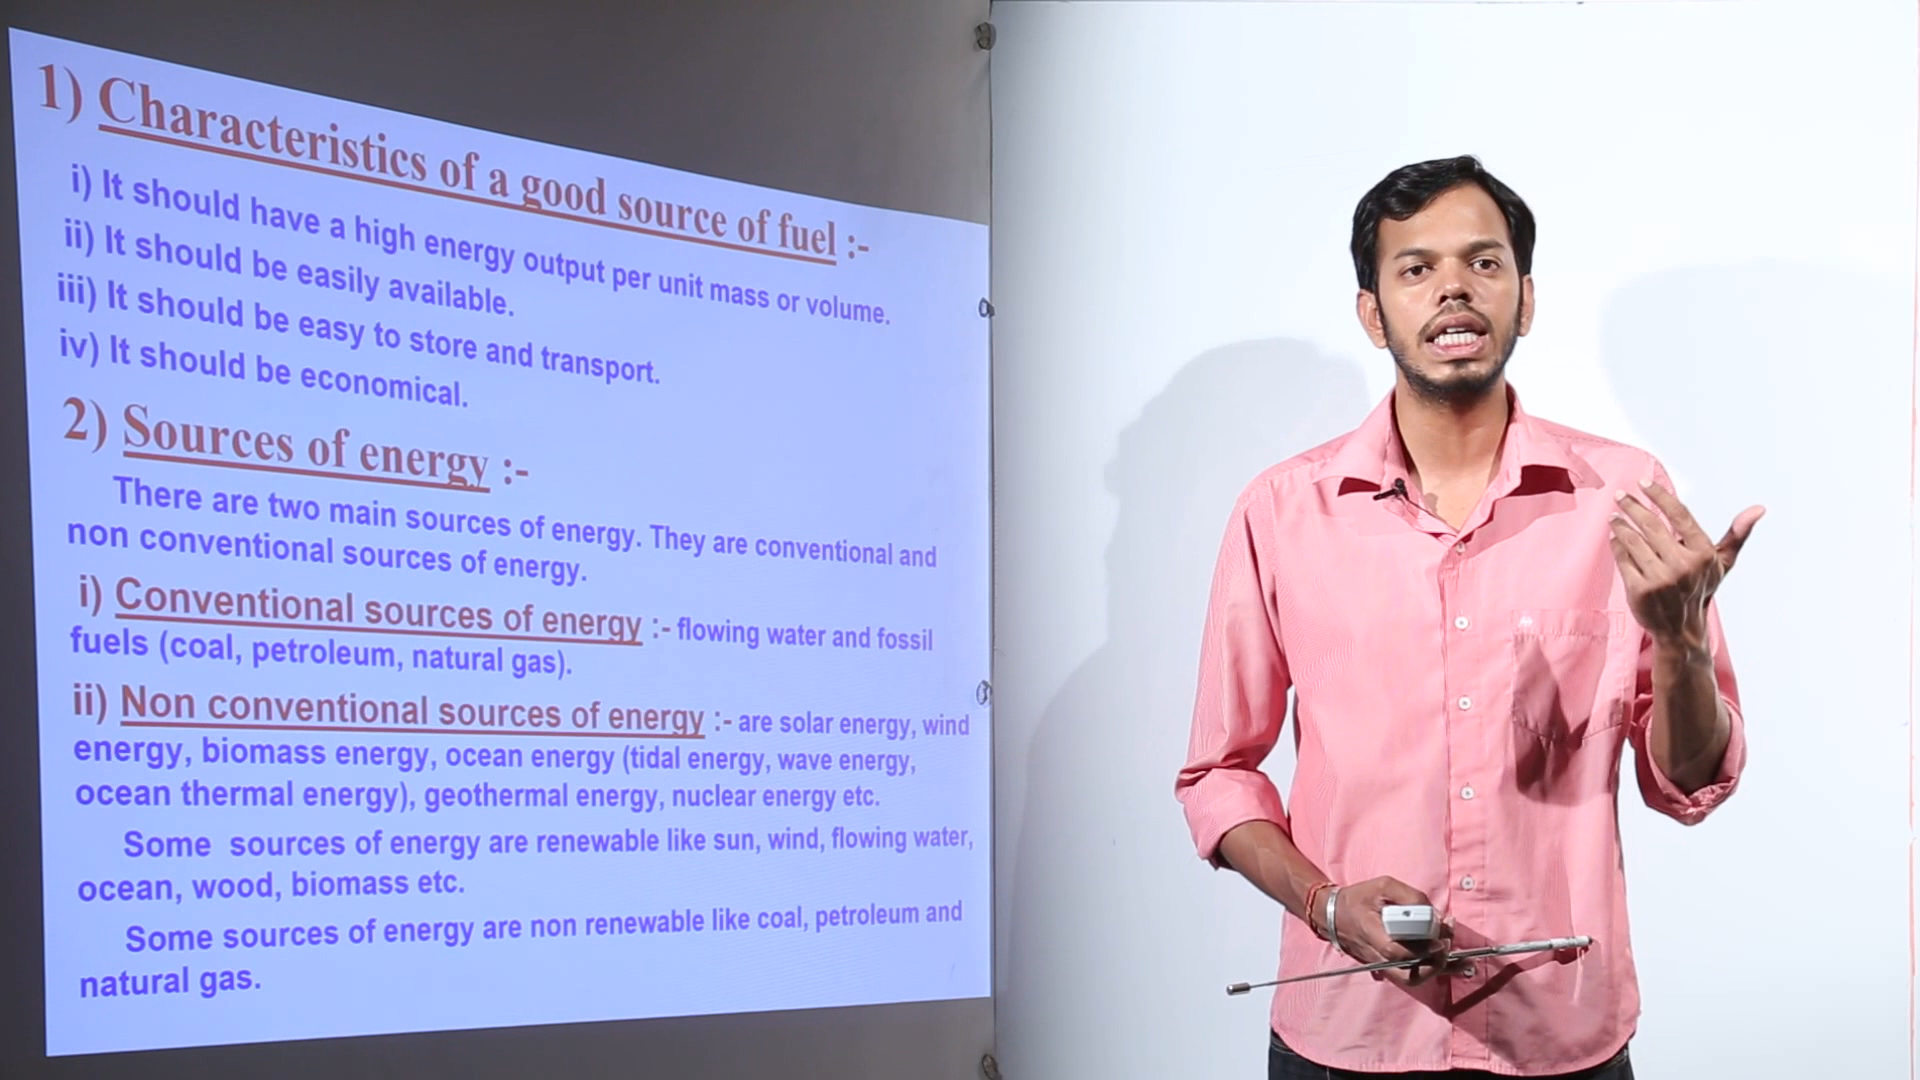 1) Characteristics of a good source of fuel :-
i) It should have a high energy output per unit mass or volume.
ii) It should be easily available.
iii) It should be easy to store and transport.
iv) It should be economical.
2) Sources of energy :-
There are two main sources of energy. They are conventional and
non conventional sources of energy.
i) Conventional sources of energy :- flowing water and fossil
fuels (coal, petroleum, natural gas).
ii) Non conventional sources of energy :- are solar energy, wind
energy, biomass energy, ocean energy (tidal energy, wave energy,
ocean thermal energy), geothermal energy, nuclear energy etc.
Some sources of energy are renewable like sun, wind, flowing water,
ocean, wood, biomass etc.
Some sources of energy are non renewable like coal, petroleum and
natural gas.